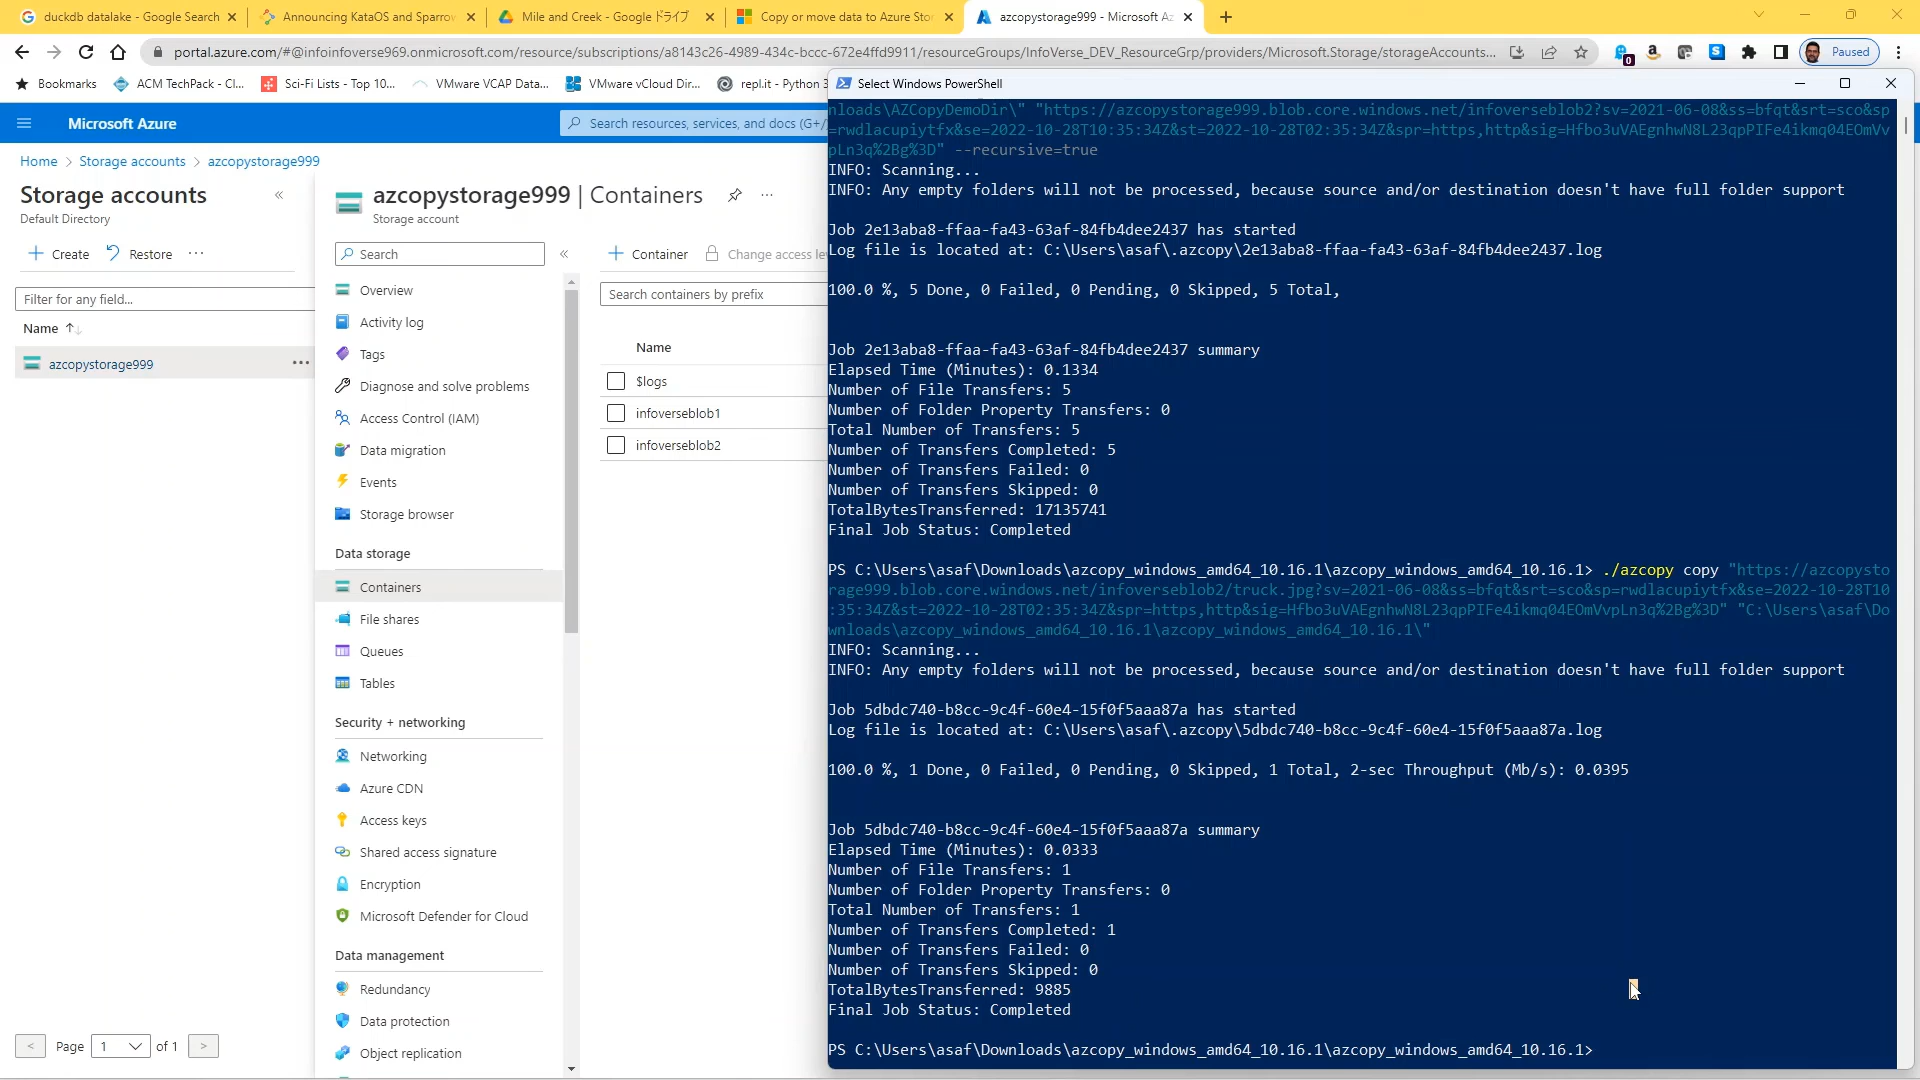 duckdb datalake - Google Search
Announcing KataOS and Sparrow
Mile and Creek - Google ドライブ
Copy or move data to Azure Stor
azcopystorage999 - Microsoft Az
portal.azure.com/#@infoinfoverse969.onmicrosoft.com/resource/subscriptions/a8143c26-4989-434c-bccc-672e4ffd9911/resourceGroups/InfoVerse_DEV_ResourceGrp/providers/Microsoft.Storage/storageAccounts...
0
Paused
Bookmarks
ACM TechPack - Cl...
Sci-Fi Lists - Top 10...
VMware VCAP Data...
VMware vCloud Dir...
repl.it - Python 3
Microsoft Azure
Search resources, services, and docs (G+/
Home > Storage accounts > azcopystorage999
Storage accounts
Default Directory
Create
Restore
Filter for any field...
Name
azcopystorage999
Page 1 of 1
azcopystorage999 | Containers
Storage account
Search
Overview
Activity log
Tags
Diagnose and solve problems
Access Control (IAM)
Data migration
Events
Storage browser
Data storage
Containers
File shares
Queues
Tables
Security + networking
Networking
Azure CDN
Access keys
Shared access signature
Encryption
Microsoft Defender for Cloud
Data management
Redundancy
Data protection
Object replication
Container
Change access le
Search containers by prefix
Name
$logs
infoverseblob1
infoverseblob2
Select Windows PowerShell
nloads\AZCopyDemoDir\" "https://azcopystorage999.blob.core.windows.net/infoverseblob2?sv=2021-06-08&ss=bfqt&srt=sco&sp
=rwdlacupiytfx&se=2022-10-28T10:35:34Z&st=2022-10-28T02:35:34Z&spr=https,http&sig=Hfbo3uVAEgnhwN8L23qpPIFe4ikmq04EOmVv
pLn3q%2Bg%3D" --recursive=true
INFO: Scanning...
INFO: Any empty folders will not be processed, because source and/or destination doesn't have full folder support
Job 2e13aba8-ffaa-fa43-63af-84fb4dee2437 has started
Log file is located at: C:\Users\asaf\.azcopy\2e13aba8-ffaa-fa43-63af-84fb4dee2437.log
100.0 %, 5 Done, 0 Failed, 0 Pending, 0 Skipped, 5 Total,
Job 2e13aba8-ffaa-fa43-63af-84fb4dee2437 summary
Elapsed Time (Minutes): 0.1334
Number of File Transfers: 5
Number of Folder Property Transfers: 0
Total Number of Transfers: 5
Number of Transfers Completed: 5
Number of Transfers Failed: 0
Number of Transfers Skipped: 0
TotalBytesTransferred: 17135741
Final Job Status: Completed
PS C:\Users\asaf\Downloads\azcopy_windows_amd64_10.16.1\azcopy_windows_amd64_10.16.1> ./azcopy copy "https://azcopysto
rage999.blob.core.windows.net/infoverseblob2/truck.jpg?sv=2021-06-08&ss=bfqt&srt=sco&sp=rwdlacupiytfx&se=2022-10-28T10
:35:34Z&st=2022-10-28T02:35:34Z&spr=https,http&sig=Hfbo3uVAEgnhwN8L23qpPIFe4ikmq04EOmVvpLn3q%2Bg%3D" "C:\Users\asaf\Do
wnloads\azcopy_windows_amd64_10.16.1\azcopy_windows_amd64_10.16.1\"
INFO: Scanning...
INFO: Any empty folders will not be processed, because source and/or destination doesn't have full folder support
Job 5dbdc740-b8cc-9c4f-60e4-15f0f5aaa87a has started
Log file is located at: C:\Users\asaf\.azcopy\5dbdc740-b8cc-9c4f-60e4-15f0f5aaa87a.log
100.0 %, 1 Done, 0 Failed, 0 Pending, 0 Skipped, 1 Total, 2-sec Throughput (Mb/s): 0.0395
Job 5dbdc740-b8cc-9c4f-60e4-15f0f5aaa87a summary
Elapsed Time (Minutes): 0.0333
Number of File Transfers: 1
Number of Folder Property Transfers: 0
Total Number of Transfers: 1
Number of Transfers Completed: 1
Number of Transfers Failed: 0
Number of Transfers Skipped: 0
TotalBytesTransferred: 9885
Final Job Status: Completed
PS C:\Users\asaf\Downloads\azcopy_windows_amd64_10.16.1\azcopy_windows_amd64_10.16.1>